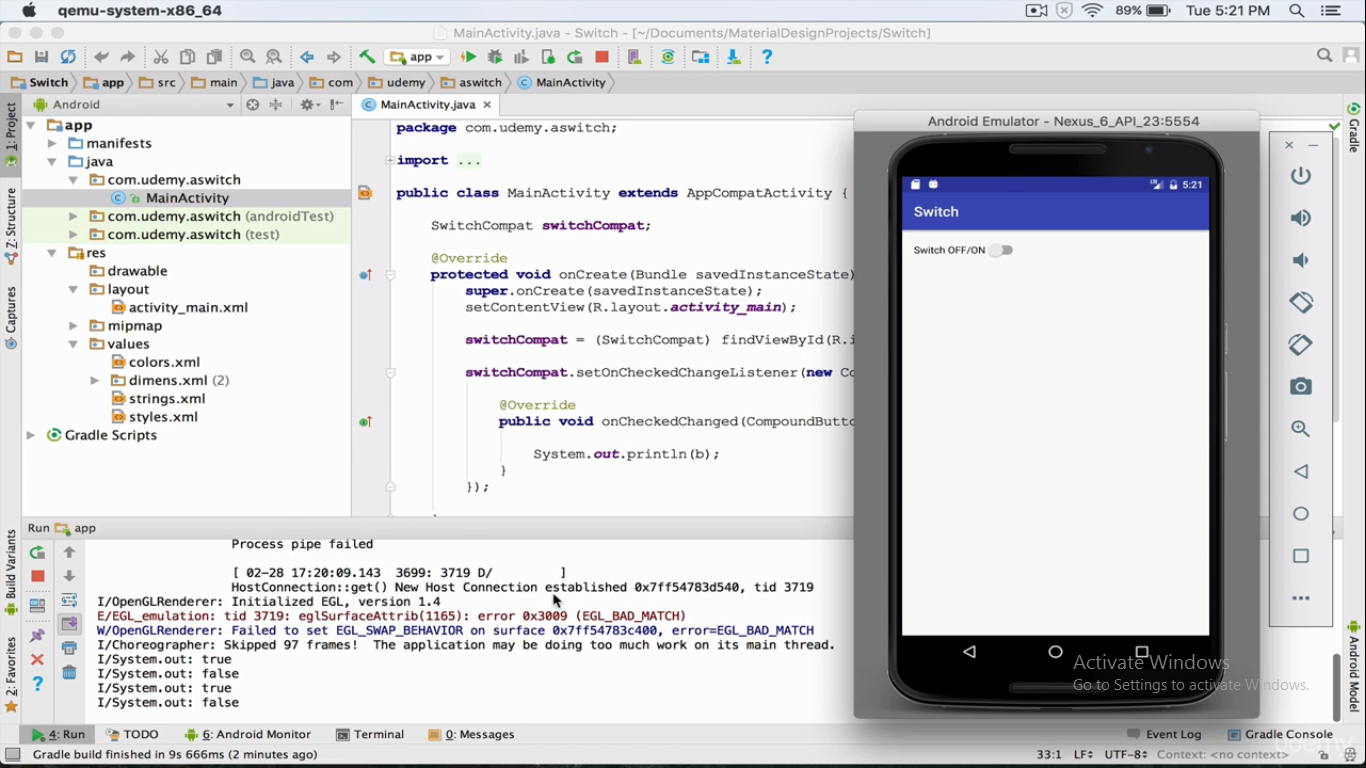 qemu-system-x86_64 89% Tue 5:21 PM
MainActivity.java - Switch - [~/Documents/MaterialDesignProjects/Switch]
app
Switch app src main java com udemy aswitch MainActivity
1: Project
Z: Structure
Captures
Build Variants
2: Favorites
Android
app
manifests
java
com.udemy.aswitch
MainActivity
com.udemy.aswitch (androidTest)
com.udemy.aswitch (test)
res
drawable
layout
activity_main.xml
mipmap
values
colors.xml
dimens.xml (2)
strings.xml
styles.xml
Gradle Scripts
MainActivity.java
package com.udemy.aswitch;
import ...
public class MainActivity extends AppCompatActivity {
SwitchCompat switchCompat;
@Override
protected void onCreate(Bundle savedInstanceState)
super.onCreate(savedInstanceState);
setContentView(R.layout.activity_main);
switchCompat = (SwitchCompat) findViewById(R.i
switchCompat.setOnCheckedChangeListener(new Co
@Override
public void onCheckedChanged(CompoundButto
System.out.println(b);
}
});
Android Emulator - Nexus_6_API_23:5554
5:21
Switch
Switch OFF/ON
Gradle
Android Model
Run app
Process pipe failed
[ 02-28 17:20:09.143 3699: 3719 D/ ]
HostConnection::get() New Host Connection established 0x7ff54783d540, tid 3719
I/OpenGLRenderer: Initialized EGL, version 1.4
E/EGL_emulation: tid 3719: eglSurfaceAttrib(1165): error 0x3009 (EGL_BAD_MATCH)
W/OpenGLRenderer: Failed to set EGL_SWAP_BEHAVIOR on surface 0x7ff54783c400, error=EGL_BAD_MATCH
I/Choreographer: Skipped 97 frames! The application may be doing too much work on its main thread.
I/System.out: true
I/System.out: false
I/System.out: true
I/System.out: false
Activate Windows
Go to Settings to activate Windows.
4: Run TODO 6: Android Monitor Terminal 0: Messages Event Log Gradle Console
Gradle build finished in 9s 666ms (2 minutes ago) 33:1 LF UTF-8 Context: <no context>
udemy